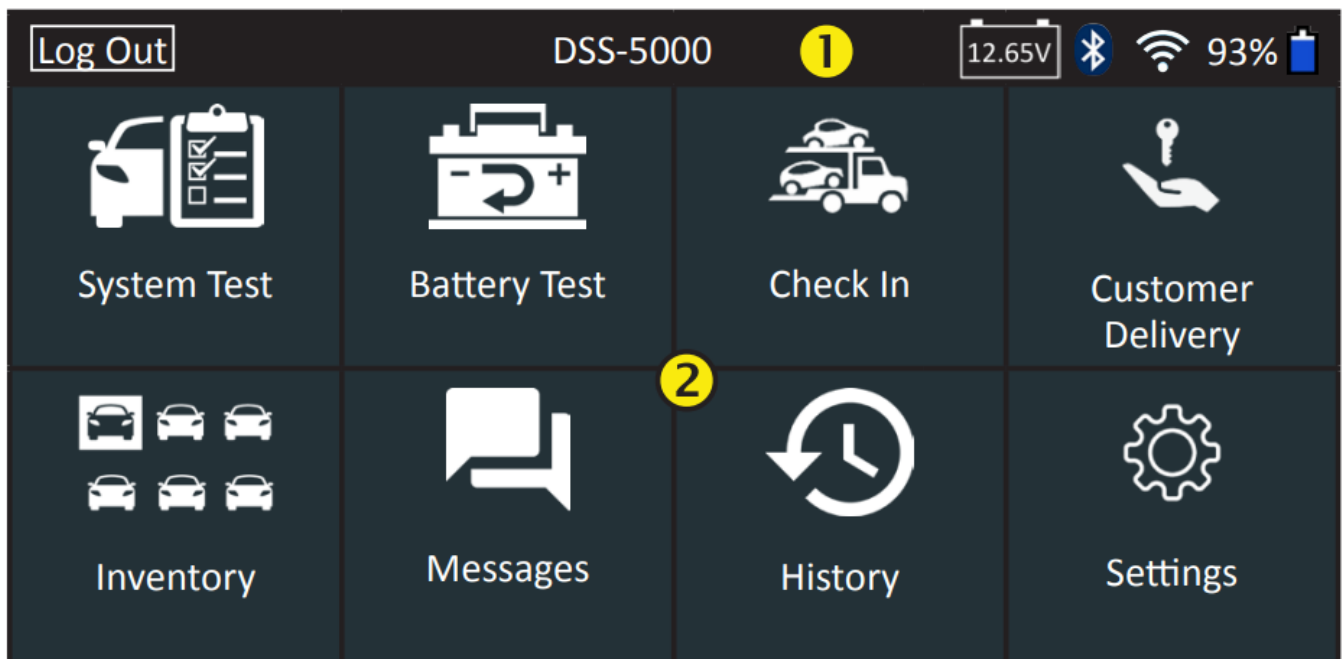 Log Out DSS-5000 1 12.65V 93%
System Test Battery Test Check In Customer
Delivery
2
Inventory Messages History Settings